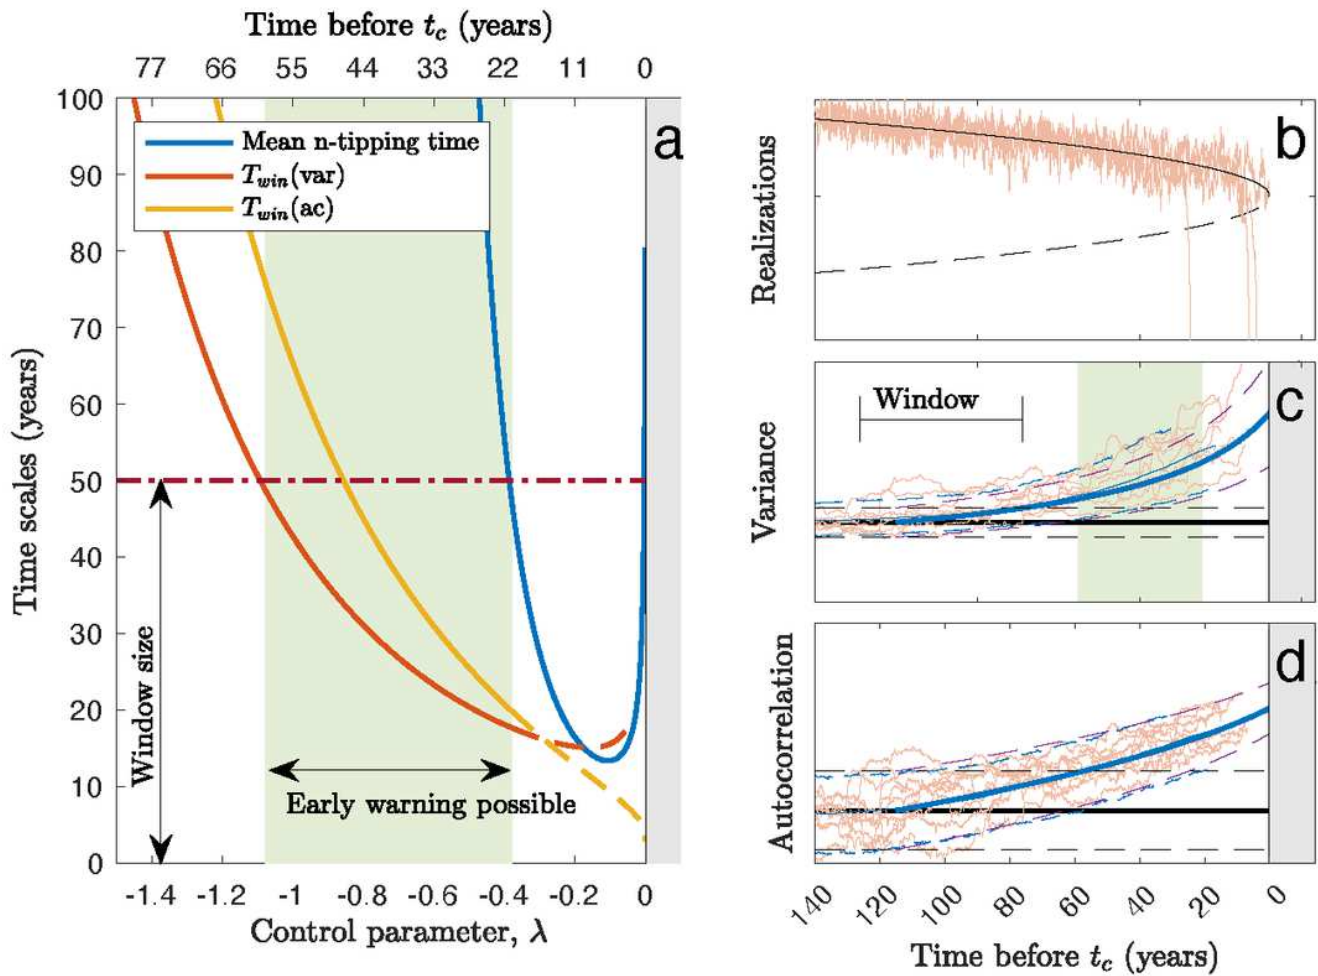 Time before t_c (years)
77 66 55 44 33 22 11 0
100
90
80
70
60
50
40
30
20
10
0
Time scales (years)
a
Mean n-tipping time
T_win(var)
T_win(ac)
Window size
Early warning possible
-1.4 -1.2 -1 -0.8 -0.6 -0.4 -0.2 0
Control parameter, λ
Realizations
b
Variance
Window
c
Autocorrelation
d
140 120 100 80 60 40 20 0
Time before t_c (years)